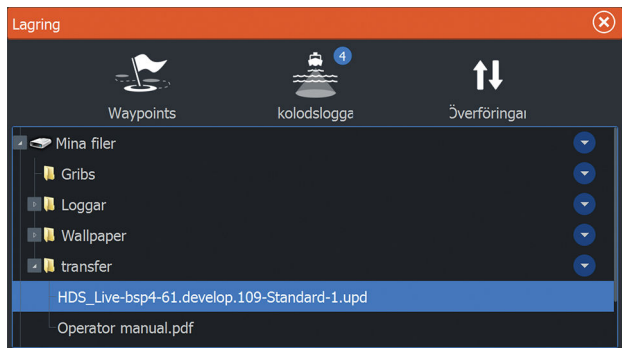 Lagring
4
Waypoints
kolodslogga
Överföringar
Mina filer
Gribs
Loggar
Wallpaper
transfer
HDS_Live-bsp4-61.develop.109-Standard-1.upd
Operator manual.pdf